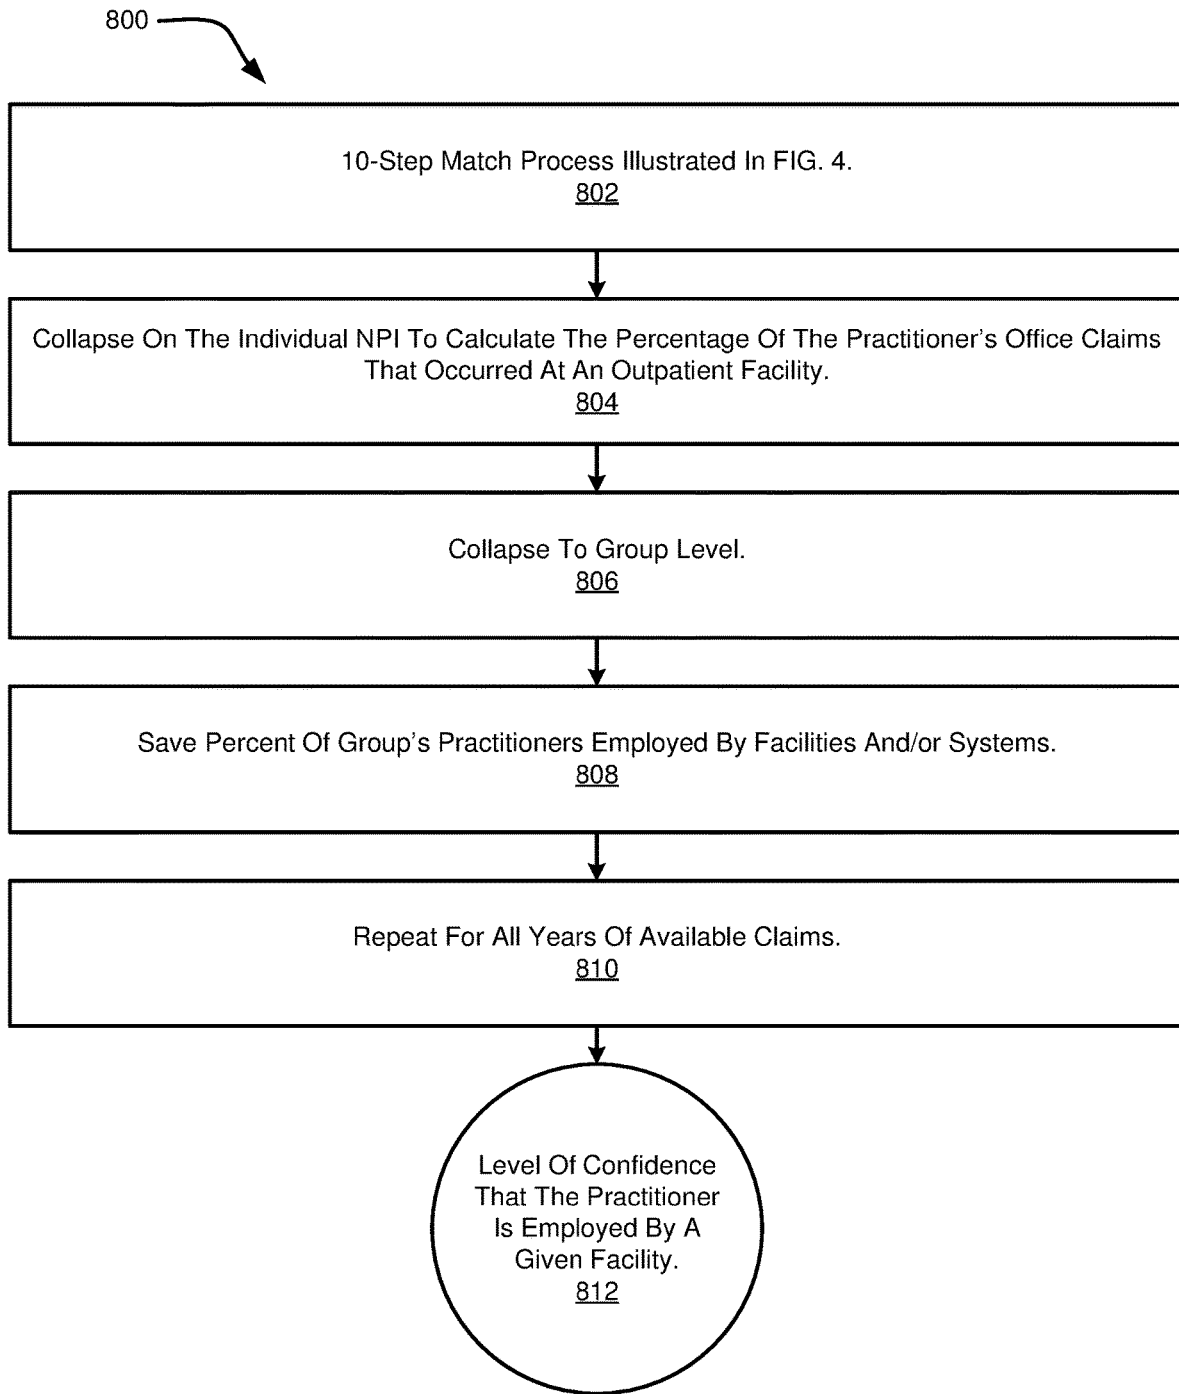 800
10-Step Match Process Illustrated In FIG. 4.
802
Collapse On The Individual NPI To Calculate The Percentage Of The Practitioner's Office Claims
That Occurred At An Outpatient Facility.
804
Collapse To Group Level.
806
Save Percent Of Group's Practitioners Employed By Facilities And/or Systems.
808
Repeat For All Years Of Available Claims.
810
Level Of Confidence
That The Practitioner
Is Employed By A
Given Facility.
812